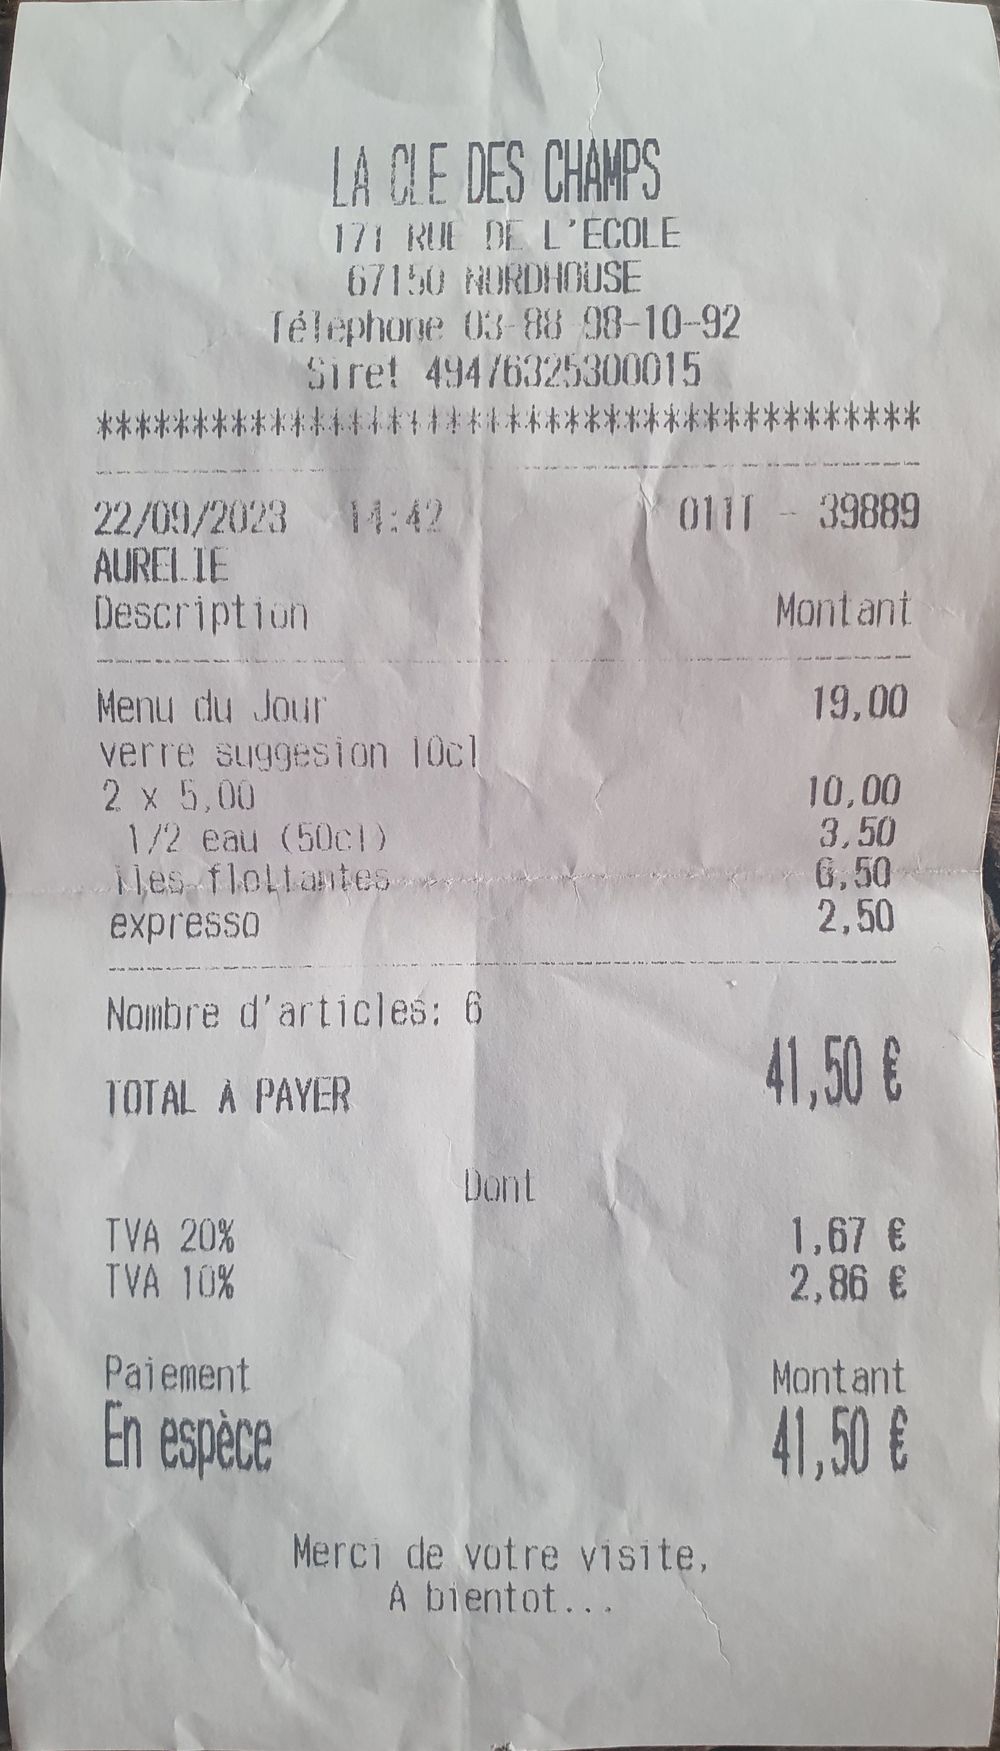 LA CLE DES CHAMPS
171 RUE DE L'ECOLE
67150 NORDHOUSE
Téléphone 03-88-98-10-92
Siret 49476325300015
******************************************
22/09/2023 14:42 011T - 39889
AURELIE
Description Montant
Menu du Jour 19,00
verre suggesion 10cl
2 x 5,00 10,00
1/2 eau (50cl) 3,50
iles flottantes 6,50
expresso 2,50
Nombre d'articles: 6
41,50 €
TOTAL A PAYER
Dont
TVA 20% 1,67 €
TVA 10% 2,86 €
Paiement Montant
En espèce 41,50 €
Merci de votre visite,
A bientot...